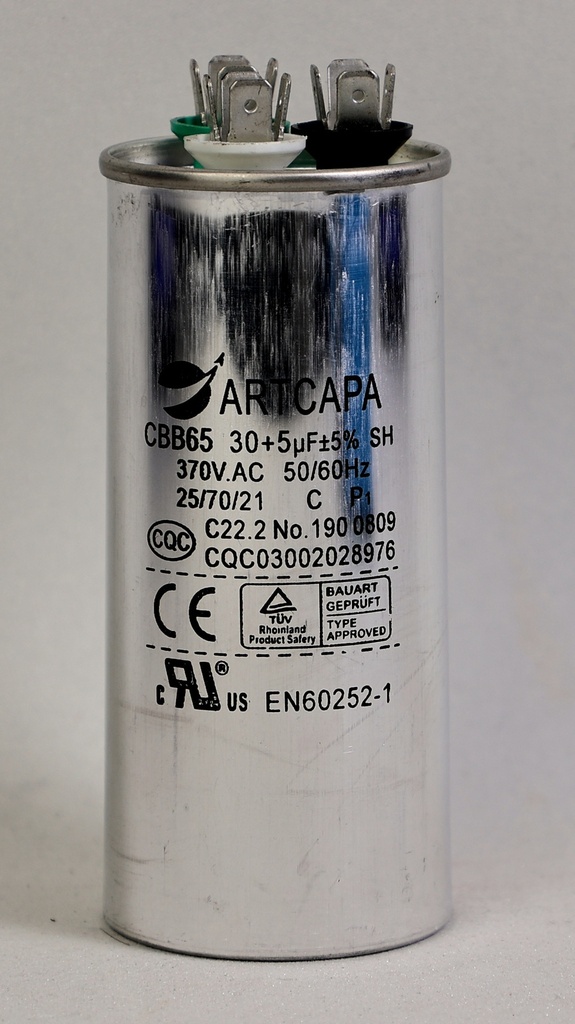 ARTCAPA
CBB65 30+5µF±5% SH
370V.AC 50/60Hz
25/70/21 C P1
CQC C22.2 No.190 0809
CQC03002028976
CE
TÜV
Rheinland
Product Safety
BAUART
GEPRÜFT
TYPE
APPROVED
c RU ® US EN60252-1